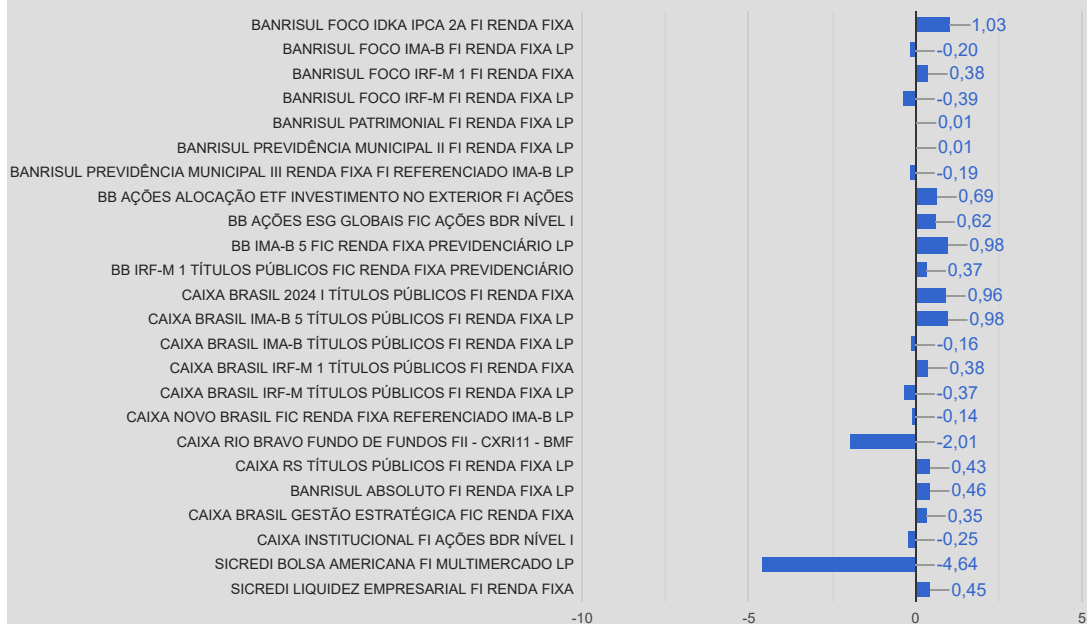 BANRISUL FOCO IDKA IPCA 2A FI RENDA FIXA 1,03
BANRISUL FOCO IMA-B FI RENDA FIXA LP -0,20
BANRISUL FOCO IRF-M 1 FI RENDA FIXA 0,38
BANRISUL FOCO IRF-M FI RENDA FIXA LP -0,39
BANRISUL PATRIMONIAL FI RENDA FIXA LP 0,01
BANRISUL PREVIDÊNCIA MUNICIPAL II FI RENDA FIXA LP 0,01
BANRISUL PREVIDÊNCIA MUNICIPAL III RENDA FIXA FI REFERENCIADO IMA-B LP -0,19
BB AÇÕES ALOCAÇÃO ETF INVESTIMENTO NO EXTERIOR FI AÇÕES 0,69
BB AÇÕES ESG GLOBAIS FIC AÇÕES BDR NÍVEL I 0,62
BB IMA-B 5 FIC RENDA FIXA PREVIDENCIÁRIO LP 0,98
BB IRF-M 1 TÍTULOS PÚBLICOS FIC RENDA FIXA PREVIDENCIÁRIO 0,37
CAIXA BRASIL 2024 I TÍTULOS PÚBLICOS FI RENDA FIXA 0,96
CAIXA BRASIL IMA-B 5 TÍTULOS PÚBLICOS FI RENDA FIXA LP 0,98
CAIXA BRASIL IMA-B TÍTULOS PÚBLICOS FI RENDA FIXA LP -0,16
CAIXA BRASIL IRF-M 1 TÍTULOS PÚBLICOS FI RENDA FIXA 0,38
CAIXA BRASIL IRF-M TÍTULOS PÚBLICOS FI RENDA FIXA LP -0,37
CAIXA NOVO BRASIL FIC RENDA FIXA REFERENCIADO IMA-B LP -0,14
CAIXA RIO BRAVO FUNDO DE FUNDOS FII - CXRI11 - BMF -2,01
CAIXA RS TÍTULOS PÚBLICOS FI RENDA FIXA LP 0,43
BANRISUL ABSOLUTO FI RENDA FIXA LP 0,46
CAIXA BRASIL GESTÃO ESTRATÉGICA FIC RENDA FIXA 0,35
CAIXA INSTITUCIONAL FI AÇÕES BDR NÍVEL I -0,25
SICREDI BOLSA AMERICANA FI MULTIMERCADO LP -4,64
SICREDI LIQUIDEZ EMPRESARIAL FI RENDA FIXA 0,45
-10 -5 0 5